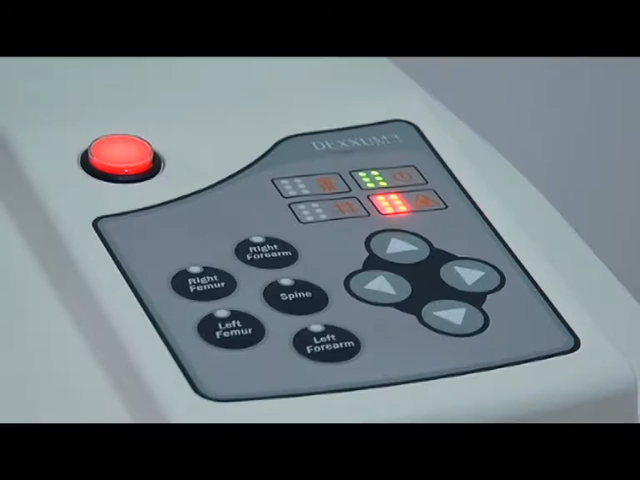 DEXXUM T
Right
Forearm
Right
Femur
Spine
Left
Femur
Left
Forearm